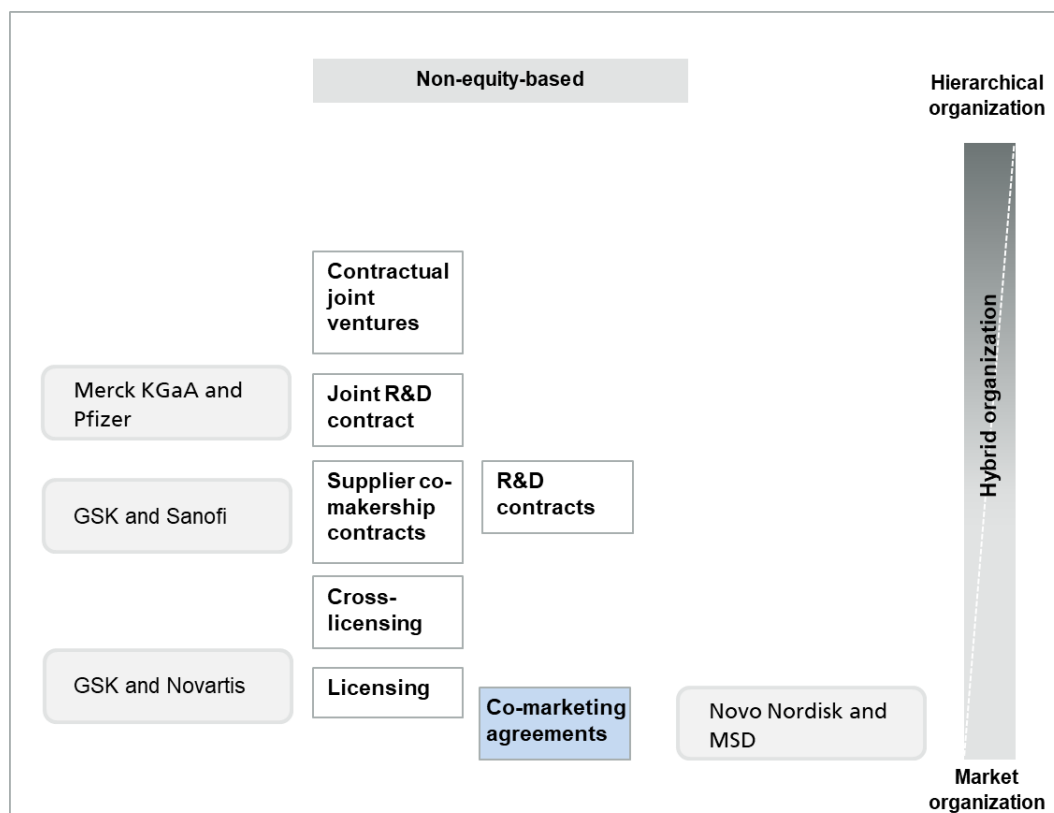 Non-equity-based
Hierarchical
organization
Contractual
joint
ventures
Merck KGaA and
Pfizer
Joint R&D
contract
Hybrid organization
GSK and Sanofi
Supplier co-
makership
contracts
R&D
contracts
Cross-
licensing
GSK and Novartis
Licensing
Co-marketing
agreements
Novo Nordisk and
MSD
Market
organization